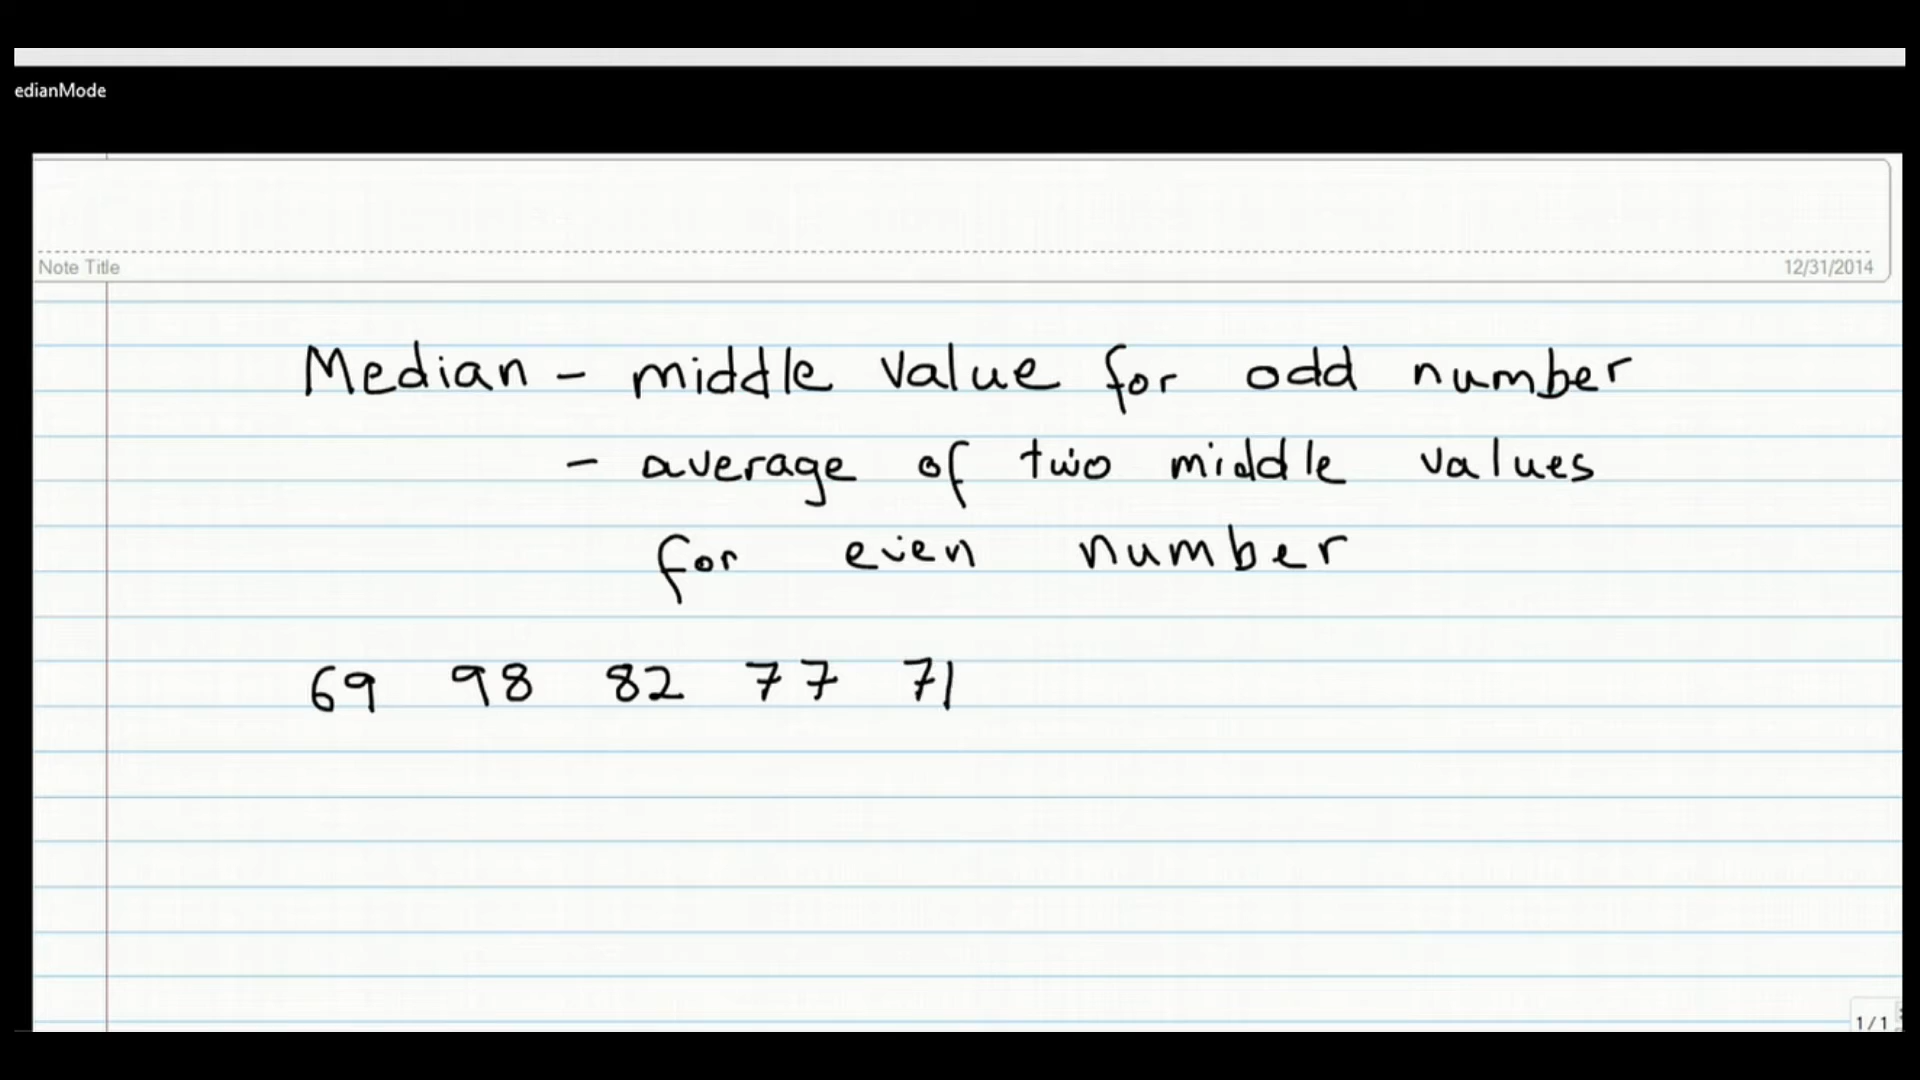 edianMode
Note Title
12/31/2014
Median - middle value for odd number
- average of two middle values
for even number
69 98 82 77 71
1 / 1